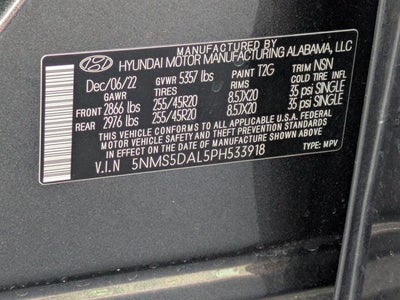 MANUFACTURED BY
HYUNDAI MOTOR MANUFACTURING ALABAMA, LLC
Dec/06/22 GVWR 5357 lbs PAINT T2G TRIM NSN
GAWR TIRES RIMS COLD TIRE INFL.
FRONT 2866 lbs 255/45R20 8.5X20 35 psi SINGLE
REAR 2976 lbs 255/45R20 8.5X20 35 psi SINGLE
THIS VEHICLE CONFORMS TO ALL APPLICABLE U.S.A. FEDERAL
MOTOR VEHICLE SAFETY AND THEFT PREVENTION STANDARDS
IN EFFECT ON THE DATE OF MANUFACTURE SHOWN ABOVE.
V.I.N 5NMS5DAL5PH533918 TYPE: MPV